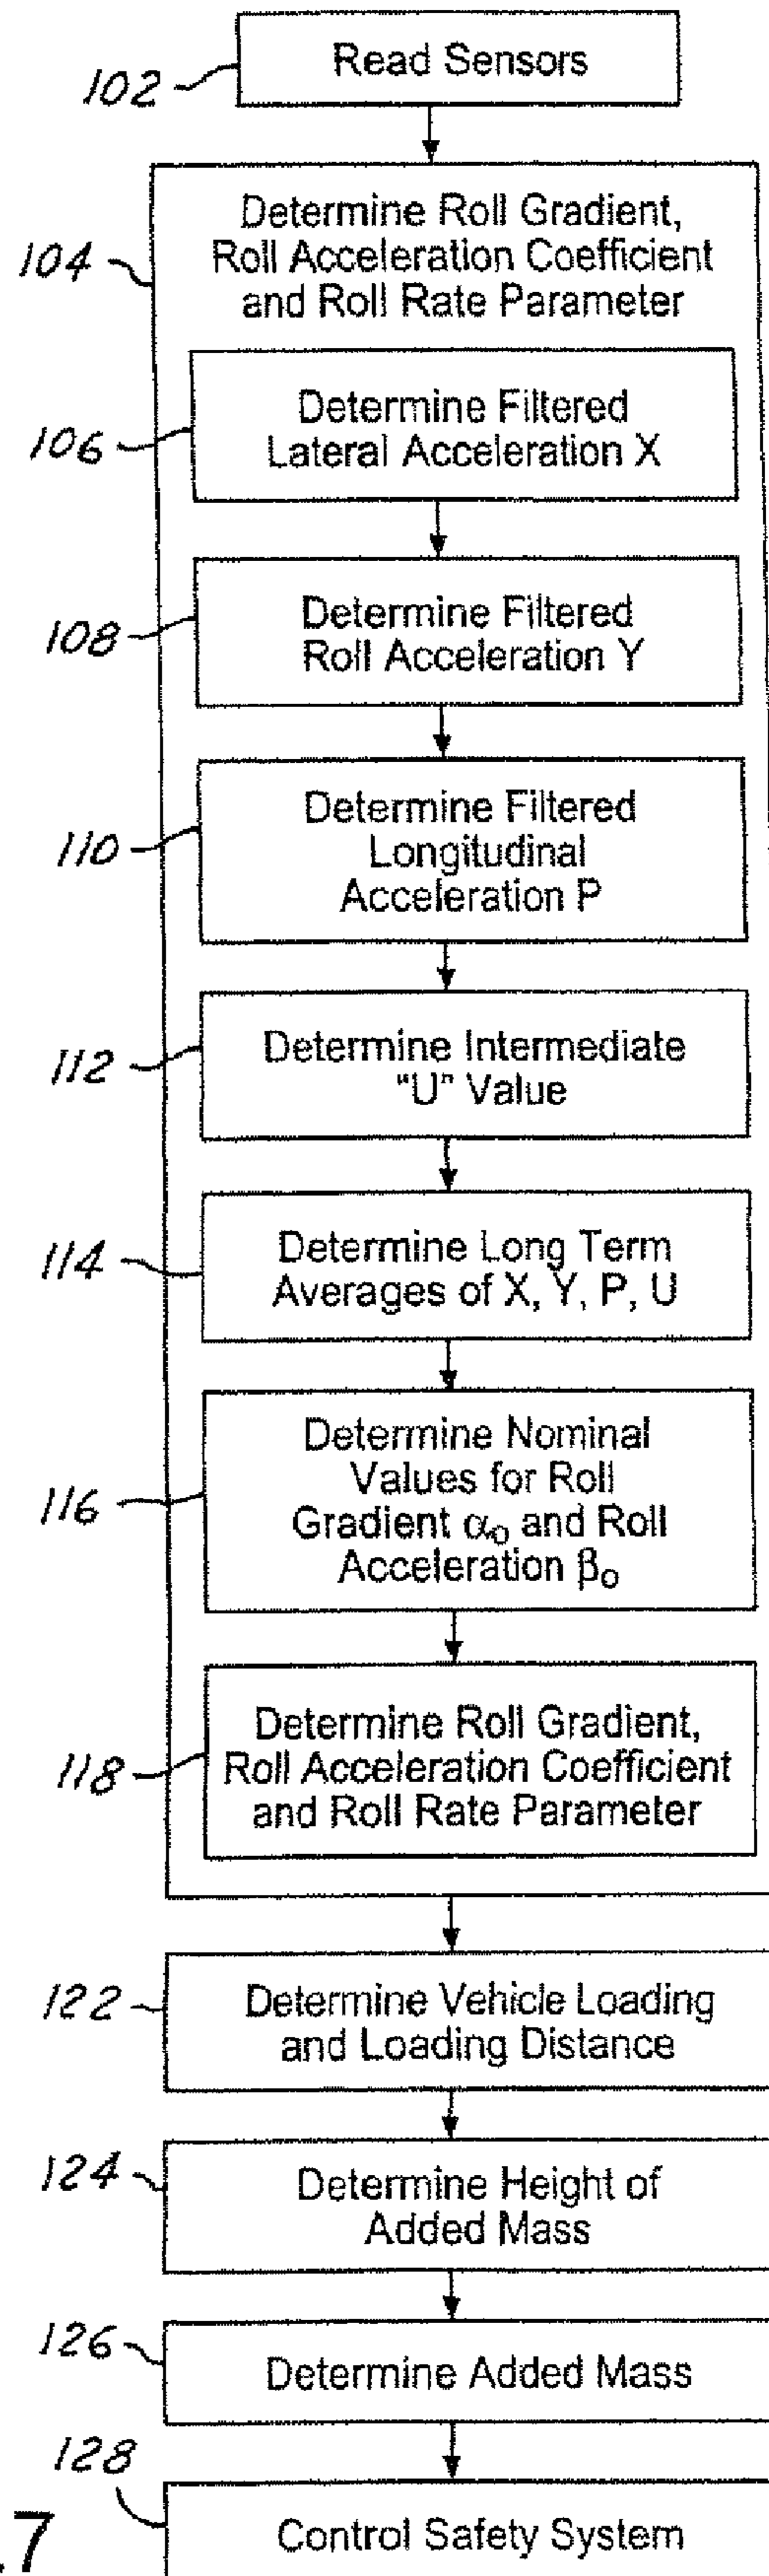 102
Read Sensors
104
Determine Roll Gradient,
Roll Acceleration Coefficient
and Roll Rate Parameter
106
Determine Filtered
Lateral Acceleration X
108
Determine Filtered
Roll Acceleration Y
110
Determine Filtered
Longitudinal
Acceleration P
112
Determine Intermediate
"U" Value
114
Determine Long Term
Averages of X, Y, P, U
116
Determine Nominal
Values for Roll
Gradient α₀ and Roll
Acceleration β₀
118
Determine Roll Gradient,
Roll Acceleration Coefficient
and Roll Rate Parameter
122
Determine Vehicle Loading
and Loading Distance
124
Determine Height of
Added Mass
126
Determine Added Mass
128
Control Safety System
.7